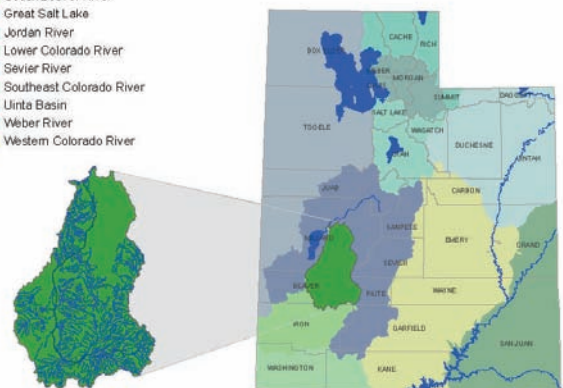 Great Salt Lake
Jordan River
Lower Colorado River
Sevier River
Southeast Colorado River
Uinta Basin
Weber River
Western Colorado River
CACHE
RICH
BOX ELDER
WEBER
MORGAN
DAGGETT
SUMMIT
SALT LAKE
TOOELE
WASATCH
DUCHESNE
UTAH
UINTAH
JUAB
CARBON
SANPETE
EMERY
GRAND
MILLARD
SEVIER
BEAVER
PIUTE
WAYNE
IRON
GARFIELD
SAN JUAN
WASHINGTON
KANE